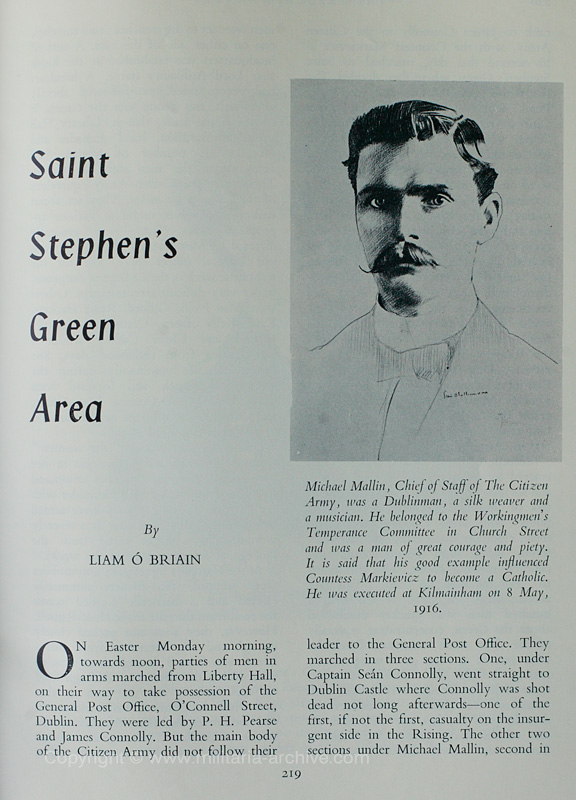 Saint
Stephen's
Green
Area
By
LIAM Ó BRIAIN
Michael Mallin, Chief of Staff of The Citizen
Army, was a Dublinman, a silk weaver and
a musician. He belonged to the Workingmen's
Temperance Committee in Church Street
and was a man of great courage and piety.
It is said that his good example influenced
Countess Markievicz to become a Catholic.
He was executed at Kilmainham on 8 May,
1916.
ON Easter Monday morning,
towards noon, parties of men in
arms marched from Liberty Hall,
on their way to take possession of the
General Post Office, O'Connell Street,
Dublin. They were led by P. H. Pearse
and James Connolly. But the main body
of the Citizen Army did not follow their
leader to the General Post Office. They
marched in three sections. One, under
Captain Seán Connolly, went straight to
Dublin Castle where Connolly was shot
dead not long afterwards—one of the
first, if not the first, casualty on the insur-
gent side in the Rising. The other two
sections under Michael Mallin, second in
Copyright © www.militaria-archive.com
219